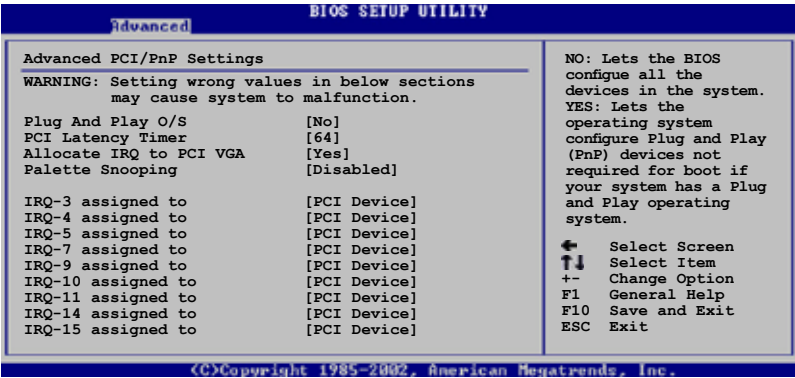 BIOS SETUP UTILITY
Advanced
Advanced PCI/PnP Settings
WARNING: Setting wrong values in below sections
may cause system to malfunction.
Plug And Play O/S [No]
PCI Latency Timer [64]
Allocate IRQ to PCI VGA [Yes]
Palette Snooping [Disabled]
IRQ-3 assigned to [PCI Device]
IRQ-4 assigned to [PCI Device]
IRQ-5 assigned to [PCI Device]
IRQ-7 assigned to [PCI Device]
IRQ-9 assigned to [PCI Device]
IRQ-10 assigned to [PCI Device]
IRQ-11 assigned to [PCI Device]
IRQ-14 assigned to [PCI Device]
IRQ-15 assigned to [PCI Device]
NO: Lets the BIOS
configue all the
devices in the system.
YES: Lets the
operating system
configure Plug and Play
(PnP) devices not
required for boot if
your system has a Plug
and Play operating
system.
← Select Screen
↑↓ Select Item
+- Change Option
F1 General Help
F10 Save and Exit
ESC Exit
(C)Copyright 1985-2002, American Megatrends, Inc.